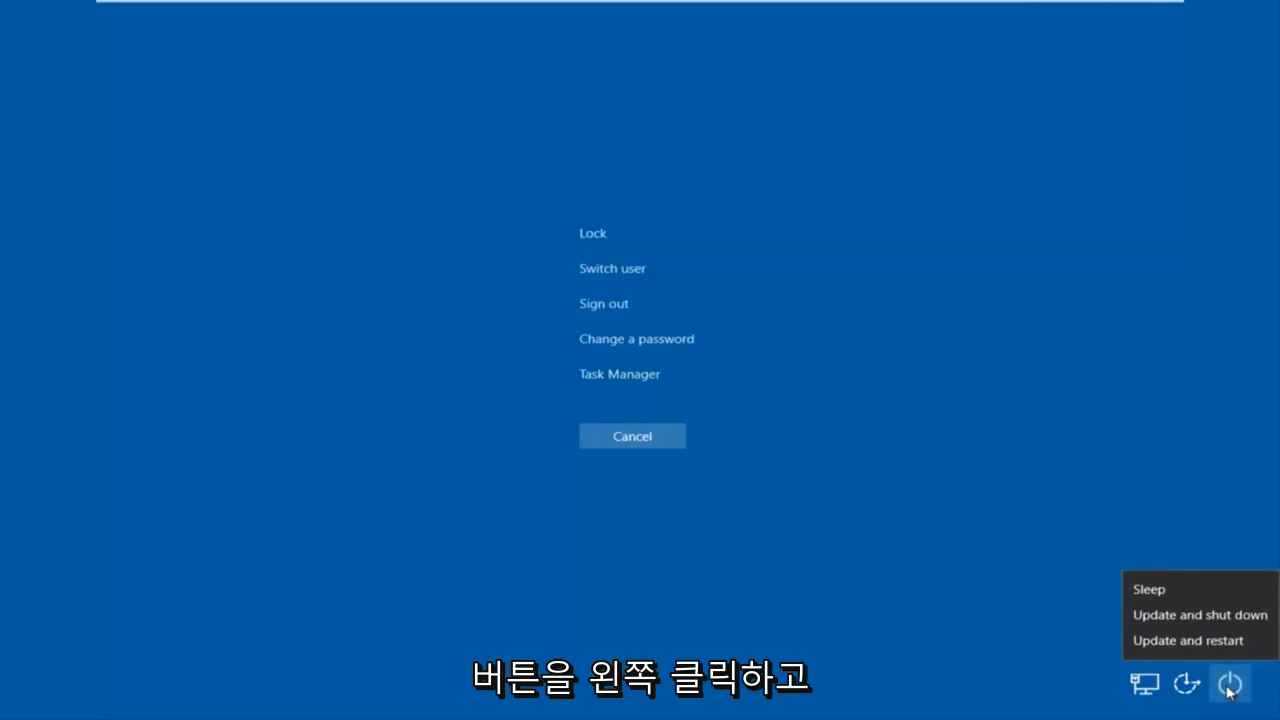 Lock
Switch user
Sign out
Change a password
Task Manager
Cancel
Sleep
Update and shut down
Update and restart
버튼을 왼쪽 클릭하고